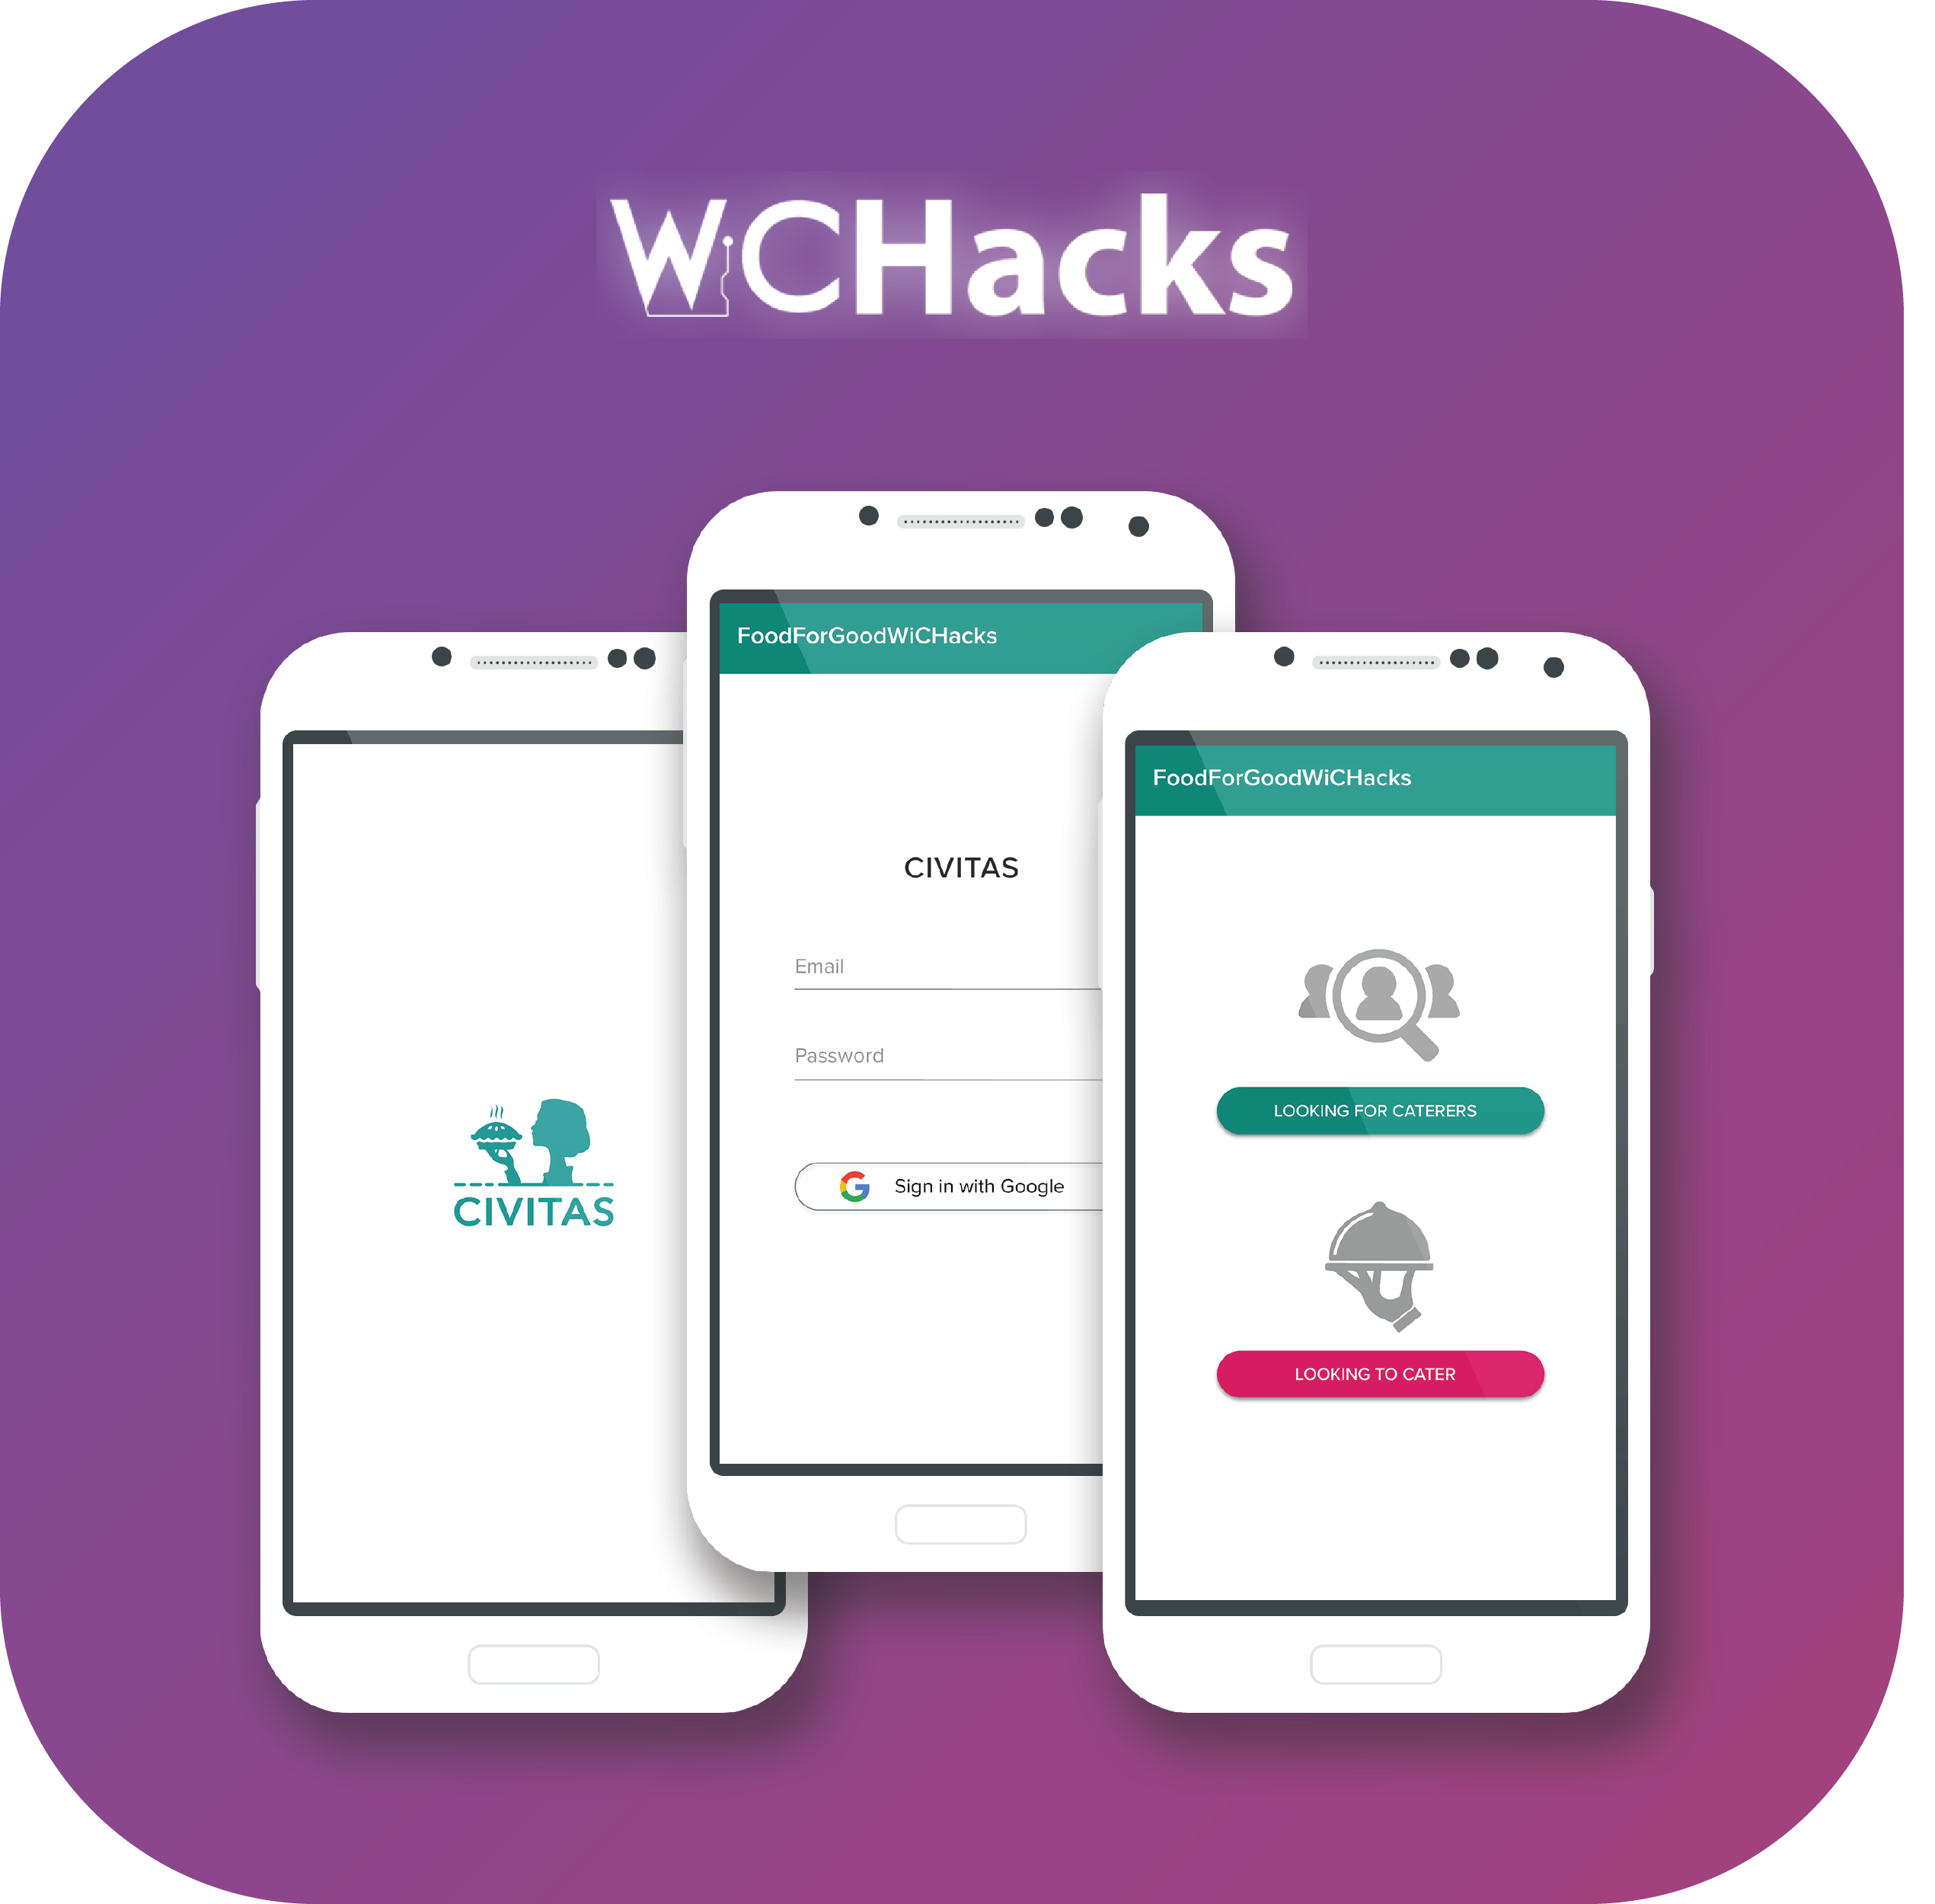 WiCHacks
CIVITAS
FoodForGoodWiCHacks
CIVITAS
Email
Password
Sign in with Google
FoodForGoodWiCHacks
LOOKING FOR CATERERS
LOOKING TO CATER